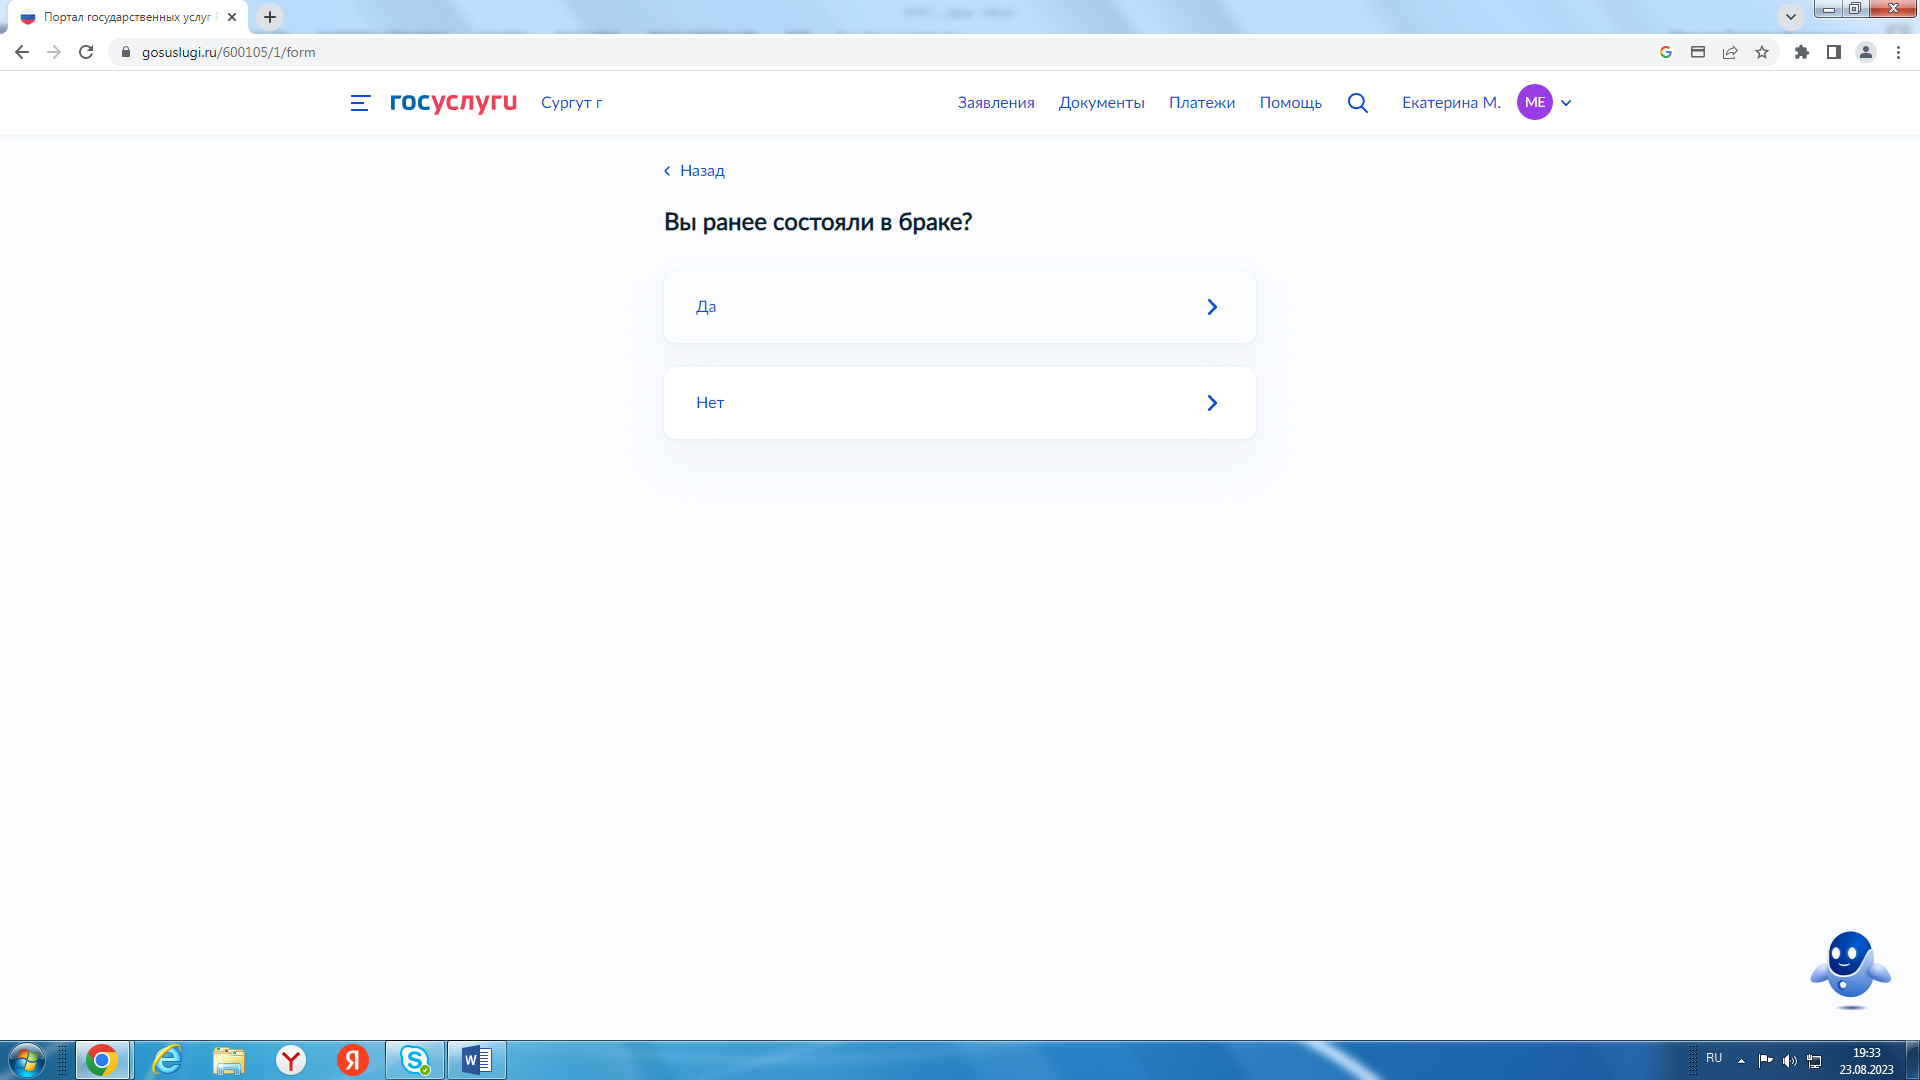 Портал государственных услуг
gosuslugi.ru/600105/1/form
госуслуги
Сургут г
Заявления
Документы
Платежи
Помощь
Екатерина М.
МЕ
Назад
Вы ранее состояли в браке?
Да
Нет
RU
19:33
23.08.2023